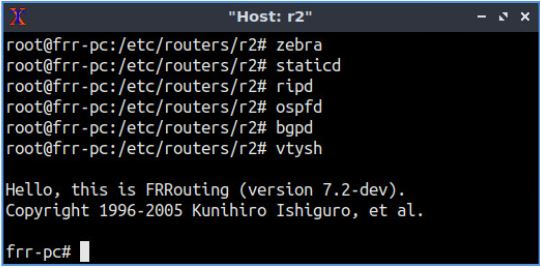 "Host: r2"
root@frr-pc:/etc/routers/r2# zebra
root@frr-pc:/etc/routers/r2# staticd
root@frr-pc:/etc/routers/r2# ripd
root@frr-pc:/etc/routers/r2# ospfd
root@frr-pc:/etc/routers/r2# bgpd
root@frr-pc:/etc/routers/r2# vtysh
Hello, this is FRRouting (version 7.2-dev).
Copyright 1996-2005 Kunihiro Ishiguro, et al.
frr-pc#